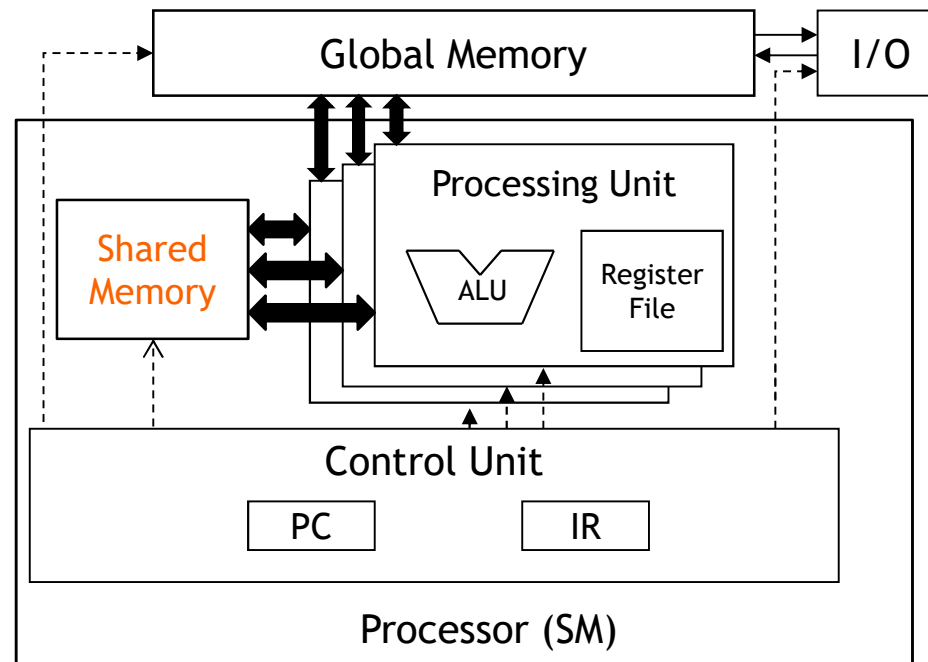 Global Memory
I/O
Processing Unit
Shared
Memory
ALU
Register
File
Control Unit
PC
IR
Processor (SM)